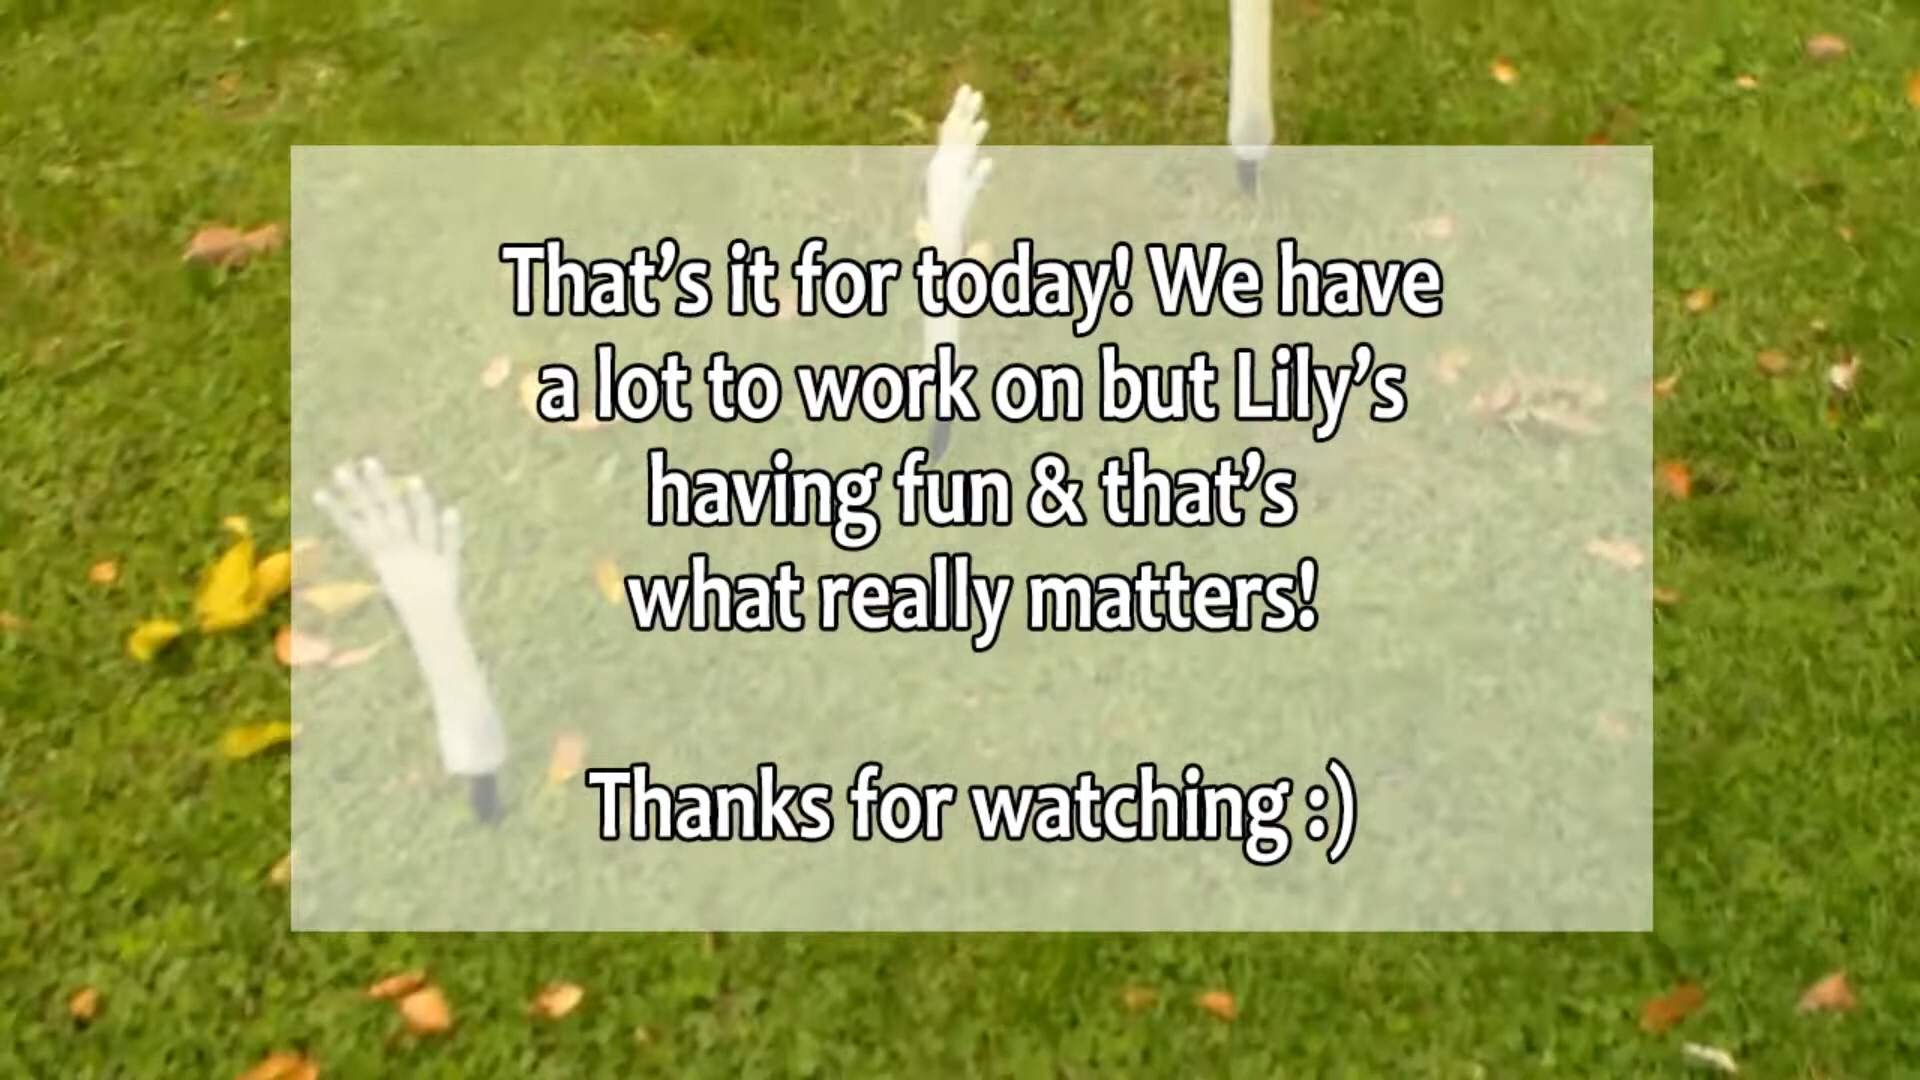 That’s it for today! We have
a lot to work on but Lily’s
having fun & that’s
what really matters!
Thanks for watching :)